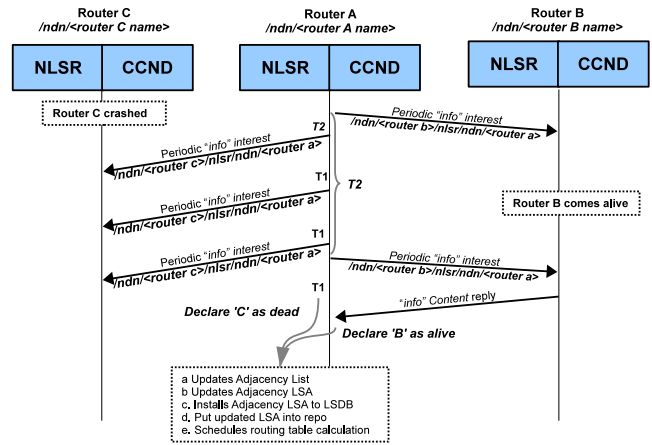 Router C
/ndn/<router C name>
Router A
/ndn/<router A name>
Router B
/ndn/<router B name>
NLSR CCND
NLSR CCND
NLSR CCND
Router C crashed
Periodic "info" interest
/ndn/<router b>/nlsr/ndn/<router a>
T2
Periodic "info" interest
/ndn/<router c>/nlsr/ndn/<router a>
T1
T2
Periodic "info" interest
/ndn/<router c>/nlsr/ndn/<router a>
Router B comes alive
T1
Periodic "info" interest
/ndn/<router c>/nlsr/ndn/<router a>
Periodic "info" interest
/ndn/<router b>/nlsr/ndn/<router a>
T1
"info" Content reply
Declare 'C' as dead
Declare 'B' as alive
a Updates Adjacency List
b Updates Adjacency LSA
c. Installs Adjacency LSA to LSDB
d. Put updated LSA into repo
e. Schedules routing table calculation